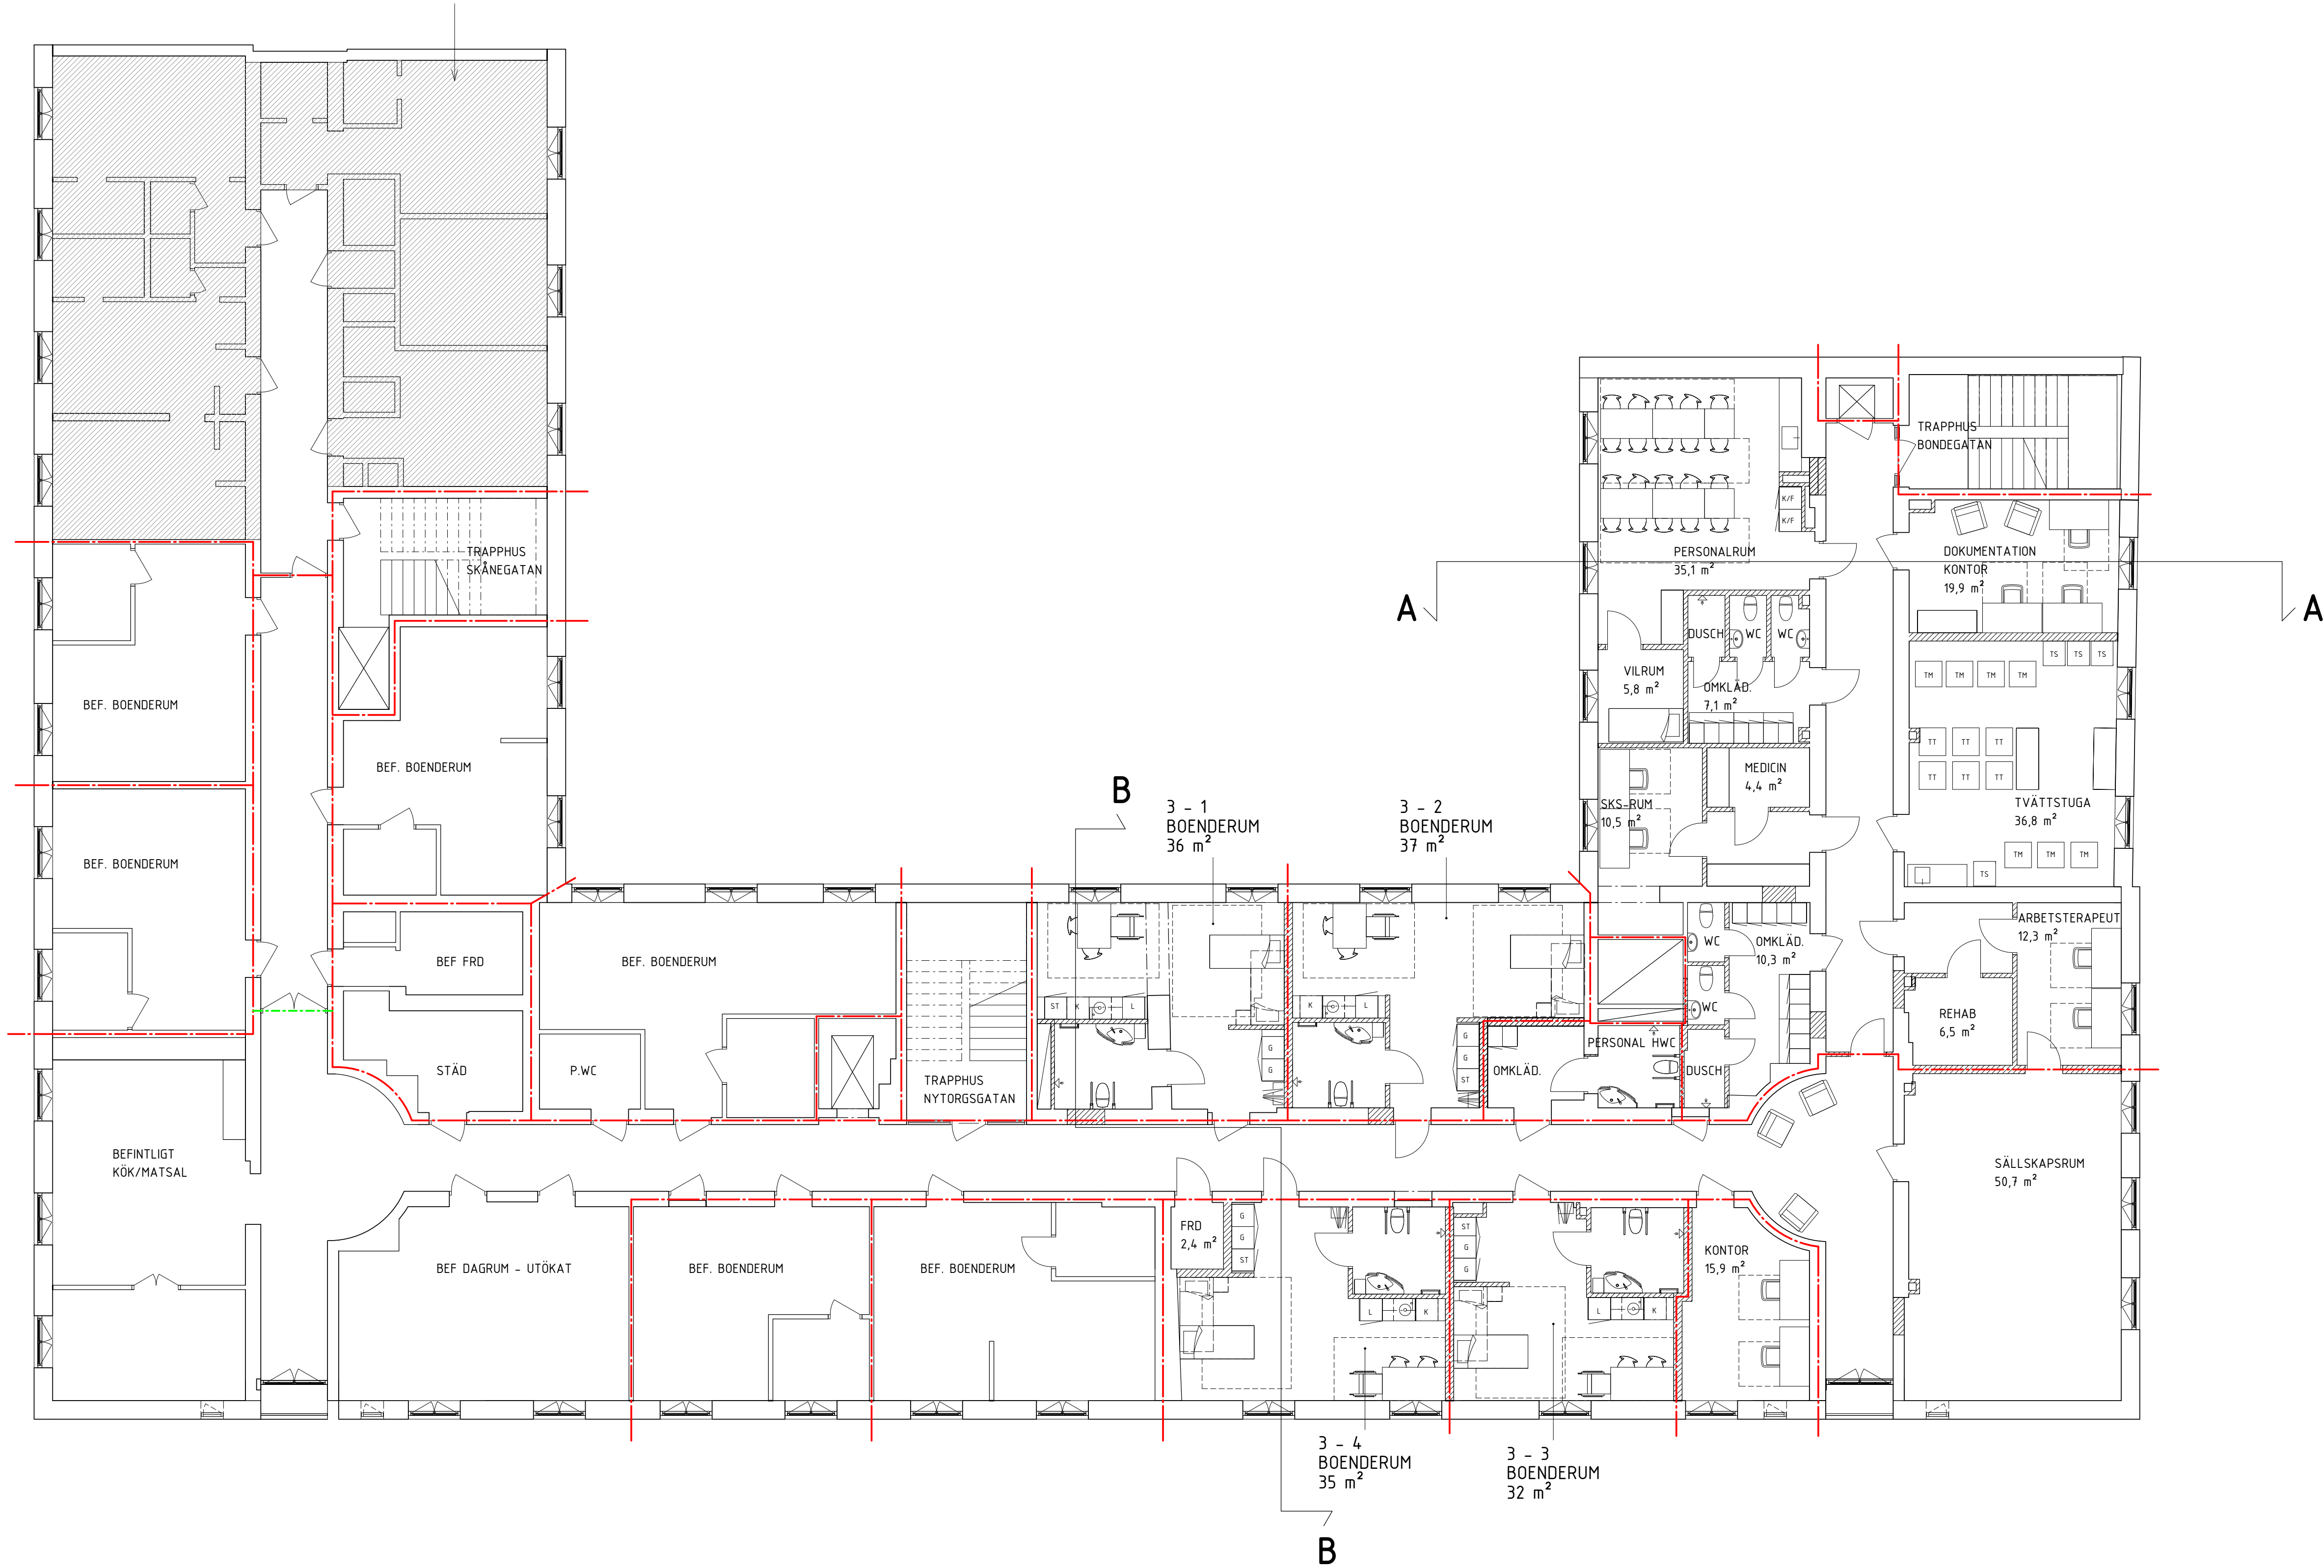 TRAPPHUS
BONDEGATAN
K/F
K/F
TRAPPHUS
SKÅNEGATAN
PERSONALRUM
35,1 m²
DOKUMENTATION
KONTOR
19,9 m²
A
A
DUSCH
WC
WC
TS
TS
TS
VILRUM
5,8 m²
OMKLÄD.
7,1 m²
TM
TM
TM
TM
BEF. BOENDERUM
TT
TT
TT
BEF. BOENDERUM
MEDICIN
4,4 m²
TT
TT
TT
B
3 - 1
BOENDERUM
36 m²
3 - 2
BOENDERUM
37 m²
SKS-RUM
10,5 m²
TVÄTTSTUGA
36,8 m²
BEF. BOENDERUM
TM
TM
TM
TS
ARBETSTERAPEUT
12,3 m²
WC
OMKLÄD.
10,3 m²
BEF FRD
BEF. BOENDERUM
ST
K
L
K
L
WC
REHAB
6,5 m²
G
G
G
G
ST
PERSONAL HWC
OMKLÄD.
DUSCH
STÄD
P.WC
TRAPPHUS
NYTORGSGATAN
BEFINTLIGT
KÖK/MATSAL
SÄLLSKAPSRUM
50,7 m²
FRD
2,4 m²
G
G
ST
ST
G
G
KONTOR
15,9 m²
BEF DAGRUM - UTÖKAT
BEF. BOENDERUM
BEF. BOENDERUM
L
K
L
K
3 - 4
BOENDERUM
35 m²
3 - 3
BOENDERUM
32 m²
B